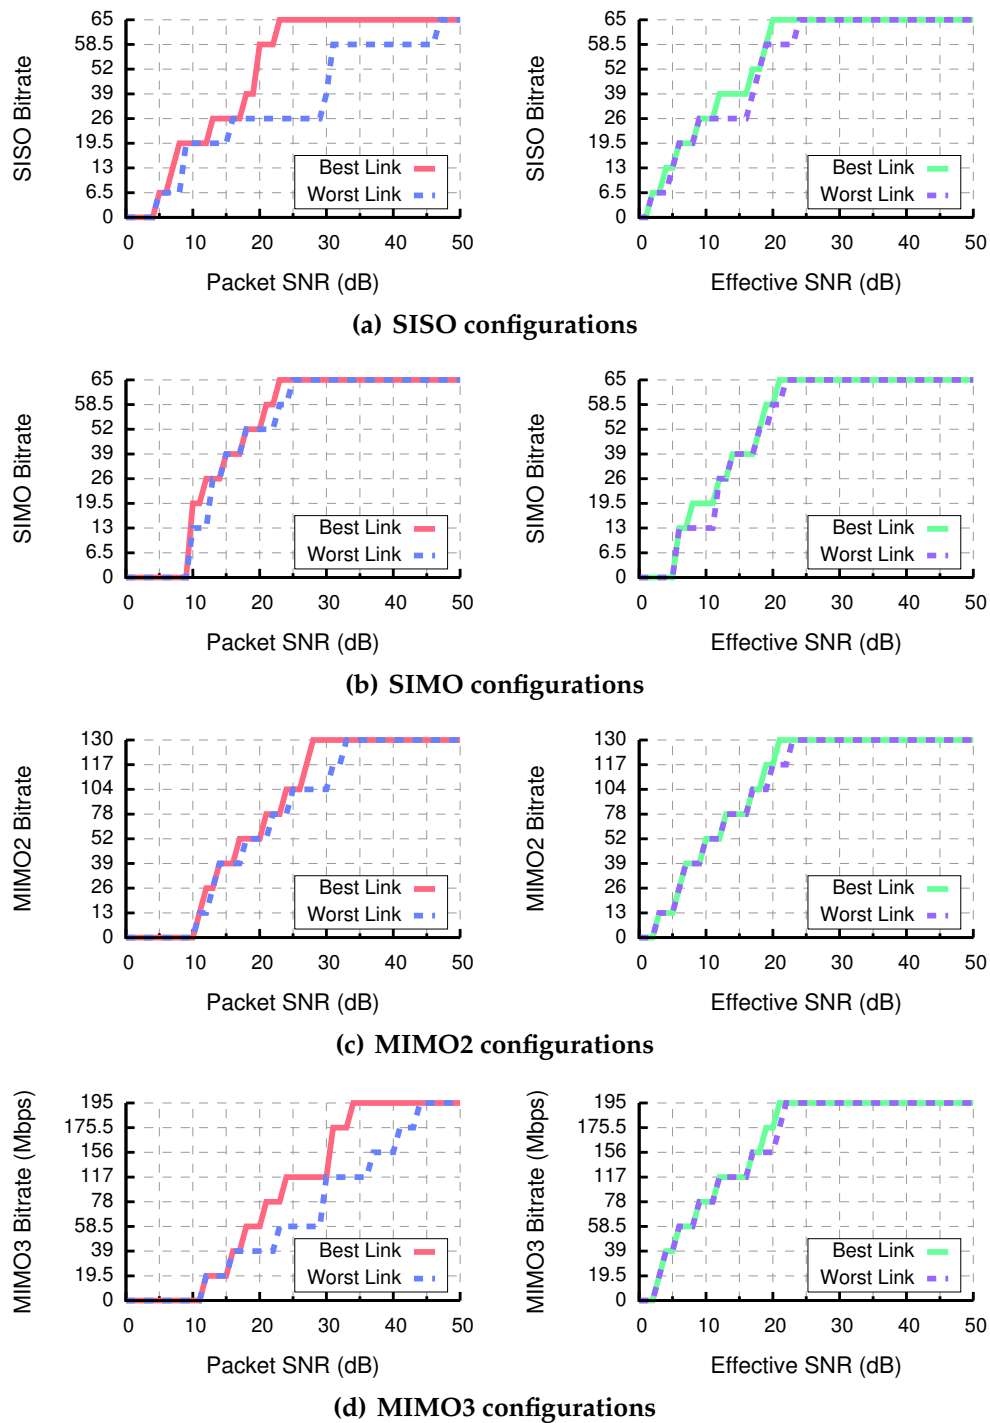 65
58.5
52
39
26
19.5
13
6.5
0
SISO Bitrate
Best Link
Worst Link
0 10 20 30 40 50
Packet SNR (dB)
65
58.5
52
39
26
19.5
13
6.5
0
SISO Bitrate
Best Link
Worst Link
0 10 20 30 40 50
Effective SNR (dB)
(a) SISO configurations
65
58.5
52
39
26
19.5
13
6.5
0
SIMO Bitrate
Best Link
Worst Link
0 10 20 30 40 50
Packet SNR (dB)
65
58.5
52
39
26
19.5
13
6.5
0
SIMO Bitrate
Best Link
Worst Link
0 10 20 30 40 50
Effective SNR (dB)
(b) SIMO configurations
130
117
104
78
52
39
26
13
0
MIMO2 Bitrate
Best Link
Worst Link
0 10 20 30 40 50
Packet SNR (dB)
130
117
104
78
52
39
26
13
0
MIMO2 Bitrate
Best Link
Worst Link
0 10 20 30 40 50
Effective SNR (dB)
(c) MIMO2 configurations
195
175.5
156
117
78
58.5
39
19.5
0
MIMO3 Bitrate (Mbps)
Best Link
Worst Link
0 10 20 30 40 50
Packet SNR (dB)
195
175.5
156
117
78
58.5
39
19.5
0
MIMO3 Bitrate (Mbps)
Best Link
Worst Link
0 10 20 30 40 50
Effective SNR (dB)
(d) MIMO3 configurations